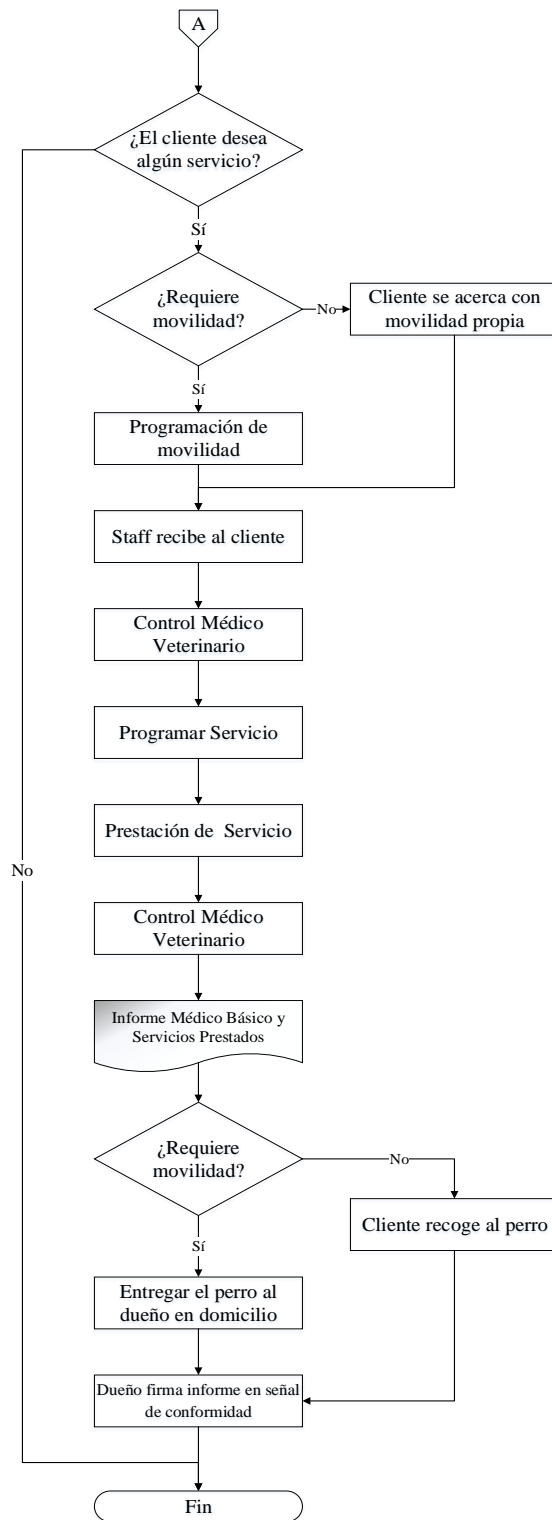 A
¿El cliente desea
algún servicio?
Sí
¿Requiere
movilidad?
No
Cliente se acerca con
movilidad propia
Sí
Programación de
movilidad
Staff recibe al cliente
Control Médico
Veterinario
Programar Servicio
Prestación de Servicio
No
Control Médico
Veterinario
Informe Médico Básico y
Servicios Prestados
¿Requiere
movilidad?
No
Cliente recoge al perro
Sí
Entregar el perro al
dueño en domicilio
Dueño firma informe en señal
de conformidad
Fin